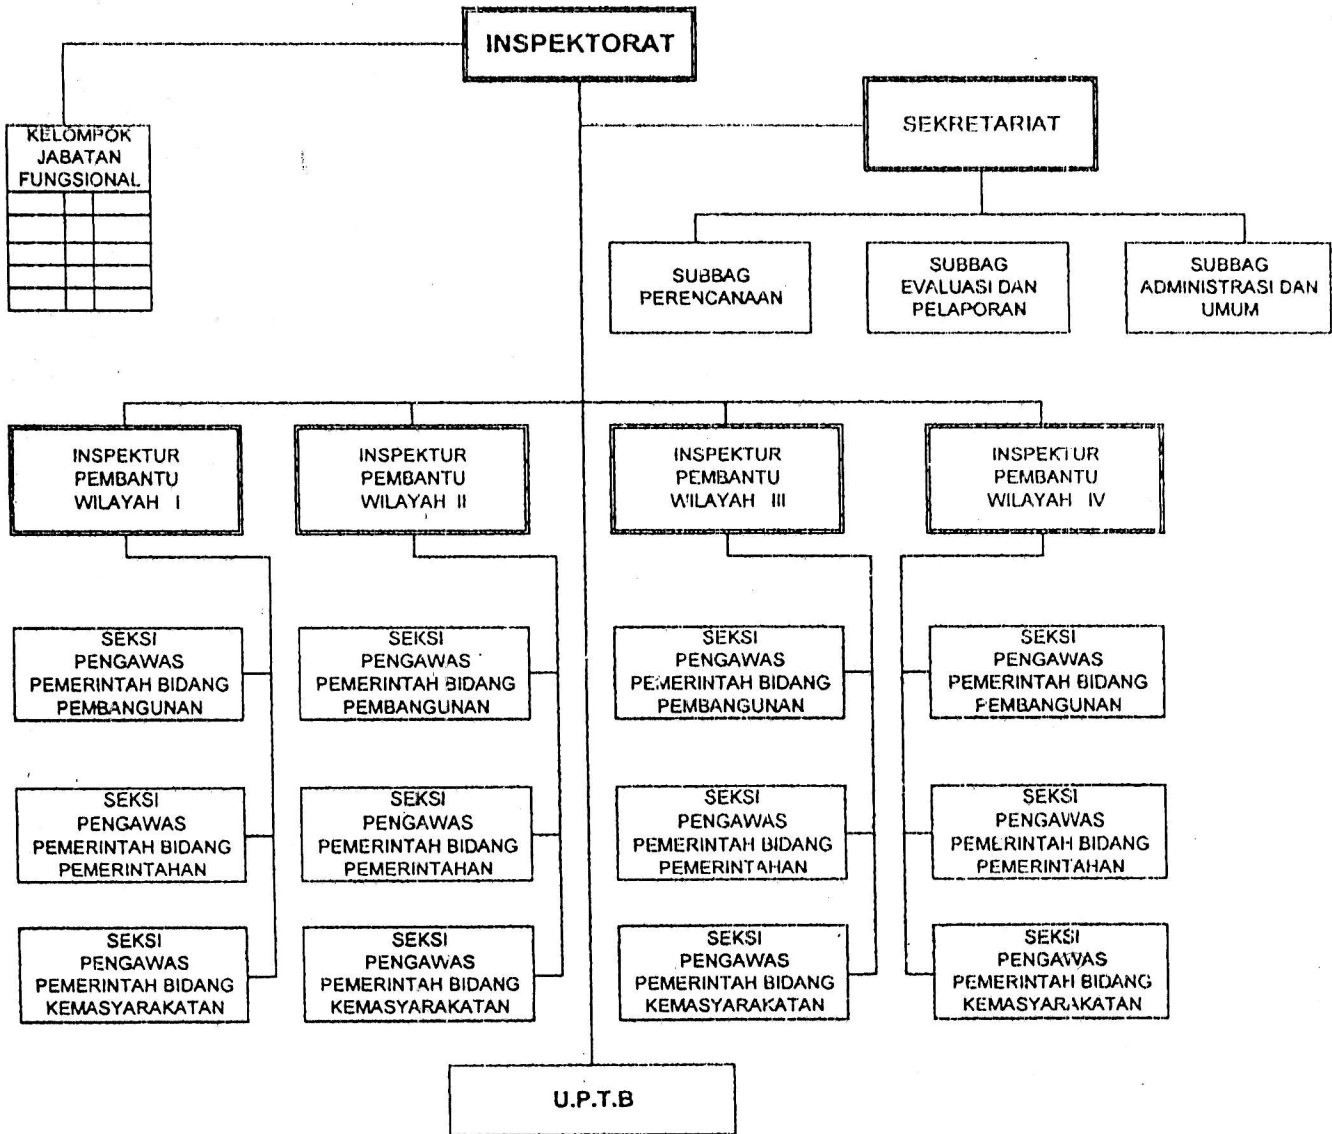 INSPEKTORAT
SEKRETARIAT
KELOMPOK
JABATAN
FUNGSIONAL
SUBBAG
PERENCANAAN
SUBBAG
EVALUASI DAN
PELAPORAN
SUBBAG
ADMINISTRASI DAN
UMUM
INSPEKTUR
PEMBANTU
WILAYAH I
INSPEKTUR
PEMBANTU
WILAYAH II
INSPEKTUR
PEMBANTU
WILAYAH III
INSPEKTUR
PEMBANTU
WILAYAH IV
SEKSI
PENGAWAS
PEMERINTAH BIDANG
PEMBANGUNAN
SEKSI
PENGAWAS
PEMERINTAH BIDANG
PEMBANGUNAN
SEKSI
PENGAWAS
PEMERINTAH BIDANG
PEMBANGUNAN
SEKSI
PENGAWAS
PEMERINTAH BIDANG
PEMBANGUNAN
SEKSI
PENGAWAS
PEMERINTAH BIDANG
PEMERINTAHAN
SEKSI
PENGAWAS
PEMERINTAH BIDANG
PEMERINTAHAN
SEKSI
PENGAWAS
PEMERINTAH BIDANG
PEMERINTAHAN
SEKSI
PENGAWAS
PEMERINTAH BIDANG
PEMERINTAHAN
SEKSI
PENGAWAS
PEMERINTAH BIDANG
KEMASYARAKATAN
SEKSI
PENGAWAS
PEMERINTAH BIDANG
KEMASYARAKATAN
SEKSI
PENGAWAS
PEMERINTAH BIDANG
KEMASYARAKATAN
SEKSI
PENGAWAS
PEMERINTAH BIDANG
KEMASYARAKATAN
U.P.T.B